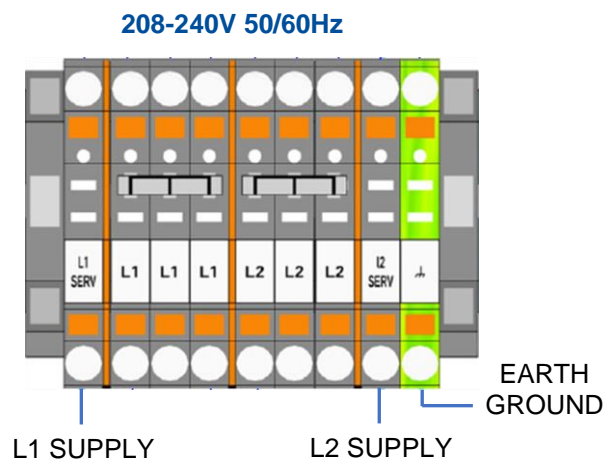 208-240V 50/60Hz
L1 SERV L1 L1 L1 L2 L2 L2 L2 SERV
EARTH
GROUND
L1 SUPPLY L2 SUPPLY